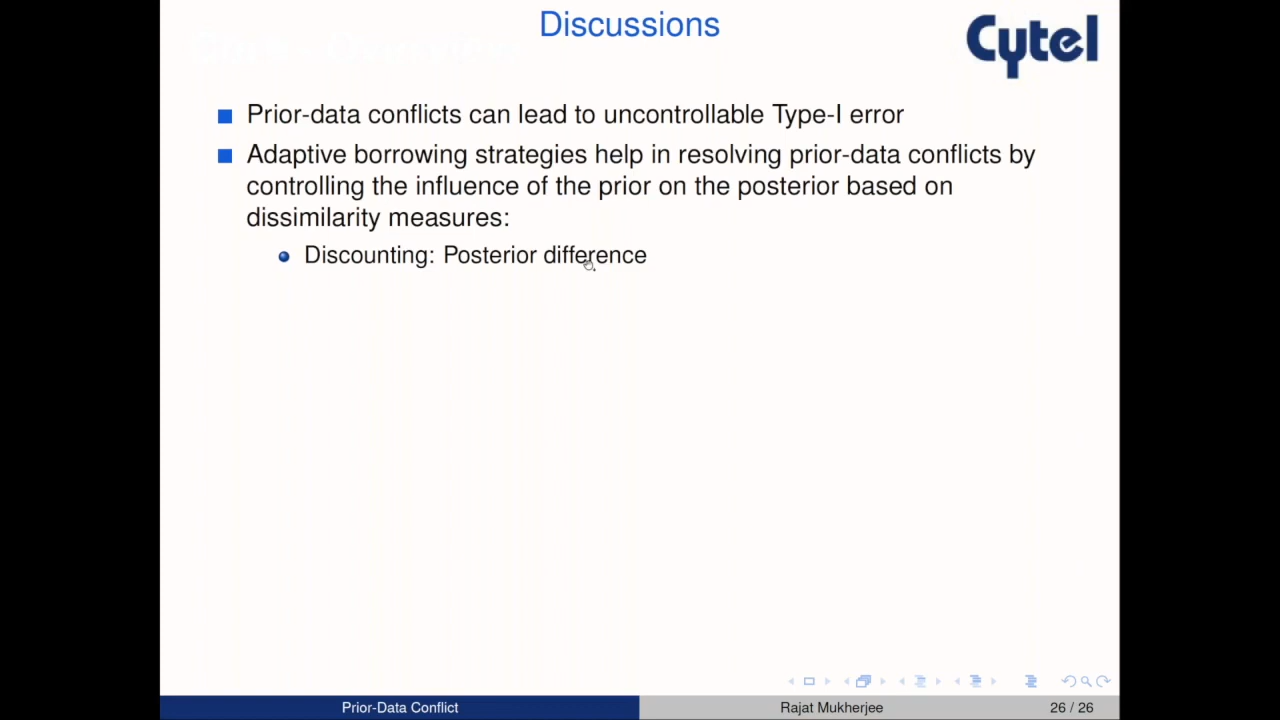 Discussions
Cytel
Prior-data conflicts can lead to uncontrollable Type-I error
Adaptive borrowing strategies help in resolving prior-data conflicts by
controlling the influence of the prior on the posterior based on
dissimilarity measures:
Discounting: Posterior difference
Prior-Data Conflict
Rajat Mukherjee
26 / 26